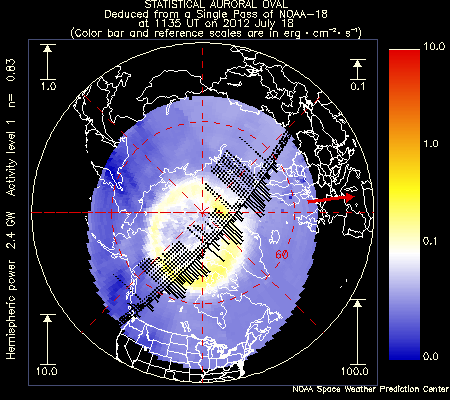 STATISTICAL AURORAL OVAL
Deduced from a Single Pass of NOAA-18
at 1135 UT on 2012 July 18
(Color bar and reference scales are in erg · cm⁻² · s⁻¹)
1.0
0.1
10.0
1.0
0.1
0.0
60
Hemispheric power 2.4 GW Activity level 1 n= 0.83
10.0
100.0
NOAA Space Weather Prediction Center